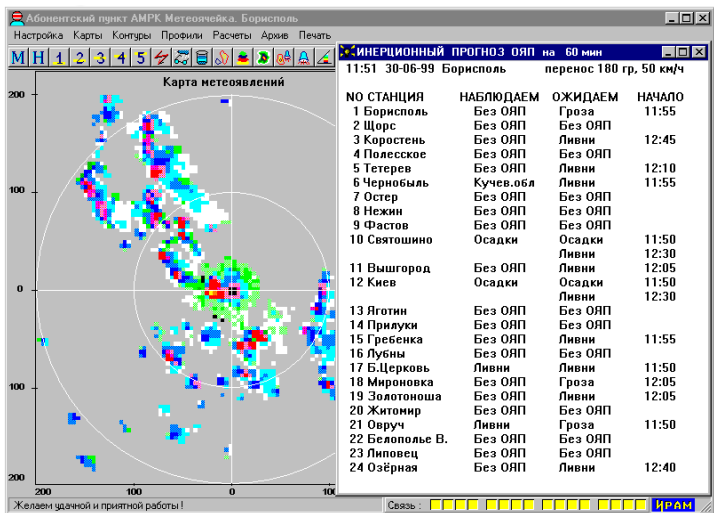 Абонентский пункт АМРК Метеоячейка. Борисполь
Настройка Карты Контуры Профили Расчеты Архив Печать
М Н 1 2 3 4 5
Карта метеоявлений
200
100
0
100
200
200 100 0 10
ИНЕРЦИОННЫЙ ПРОГНОЗ ОЯП на 60 мин
11:51 30-06-99 Борисполь перенос 180 гр, 50 км/ч
NO СТАНЦИЯ НАБЛЮДАЕМ ОЖИДАЕМ НАЧАЛО
1 Борисполь Без ОЯП Гроза 11:55
2 Щорс Без ОЯП Без ОЯП
3 Коростень Без ОЯП Ливни 12:45
4 Полесское Без ОЯП Без ОЯП
5 Тетерев Без ОЯП Ливни 12:10
6 Чернобыль Кучев.обл Ливни 11:55
7 Остер Без ОЯП Без ОЯП
8 Нежин Без ОЯП Без ОЯП
9 Фастов Без ОЯП Без ОЯП
10 Святошино Осадки Осадки 11:50
Ливни 12:30
11 Вышгород Без ОЯП Ливни 12:05
12 Киев Осадки Осадки 11:50
Ливни 12:30
13 Яготин Без ОЯП Без ОЯП
14 Прилуки Без ОЯП Без ОЯП
15 Гребенка Без ОЯП Ливни 11:55
16 Лубны Без ОЯП Без ОЯП
17 Б.Церковь Ливни Ливни 11:50
18 Мироновка Без ОЯП Гроза 12:05
19 Золотоноша Без ОЯП Ливни 12:05
20 Житомир Без ОЯП Без ОЯП
21 Овруч Ливни Гроза 11:50
22 Белополье В. Без ОЯП Без ОЯП
23 Липовец Без ОЯП Без ОЯП
24 Озёрная Без ОЯП Ливни 12:40
Желаем удачной и приятной работы !
Связь :
ИРАМ